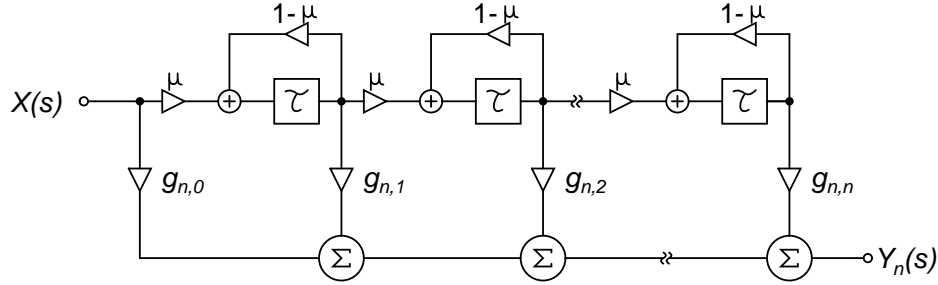 1-μ 1-μ 1-μ
X(s) μ + τ μ + τ μ + τ
g_{n,0} g_{n,1} g_{n,2} g_{n,n}
Σ Σ Σ Y_n(s)